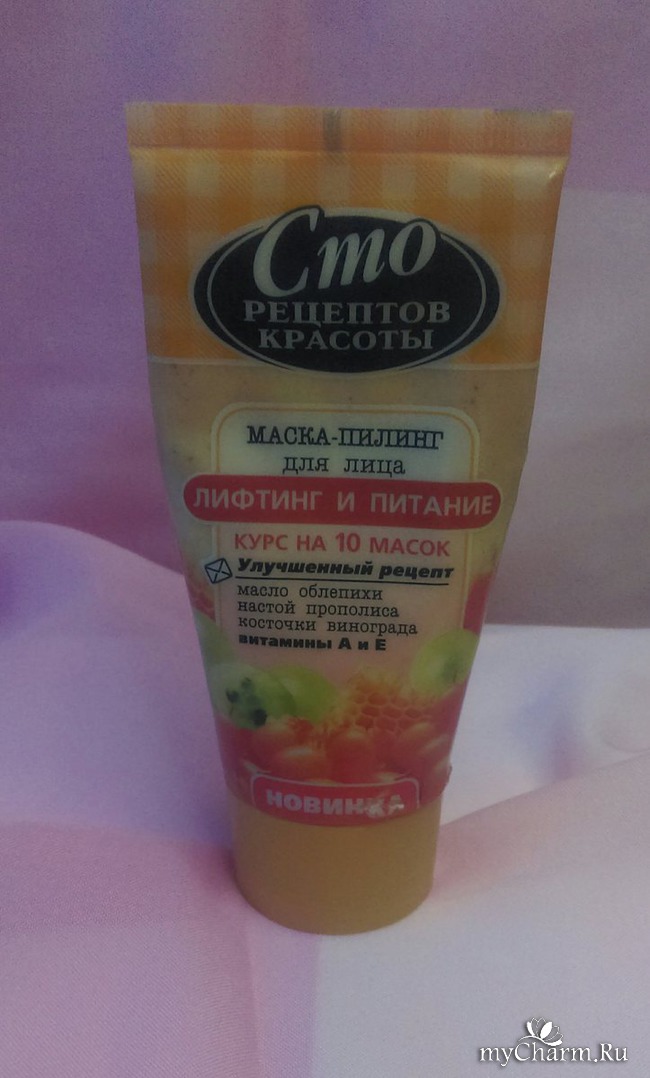 Сто
РЕЦЕПТОВ
КРАСОТЫ
МАСКА-ПИЛИНГ
ДЛЯ ЛИЦА
ЛИФТИНГ И ПИТАНИЕ
КУРС НА 10 МАСОК
Улучшенный рецепт
масло облепихи
настой прополиса
косточки винограда
витамины А и Е
НОВИНКА
myCharm.Ru